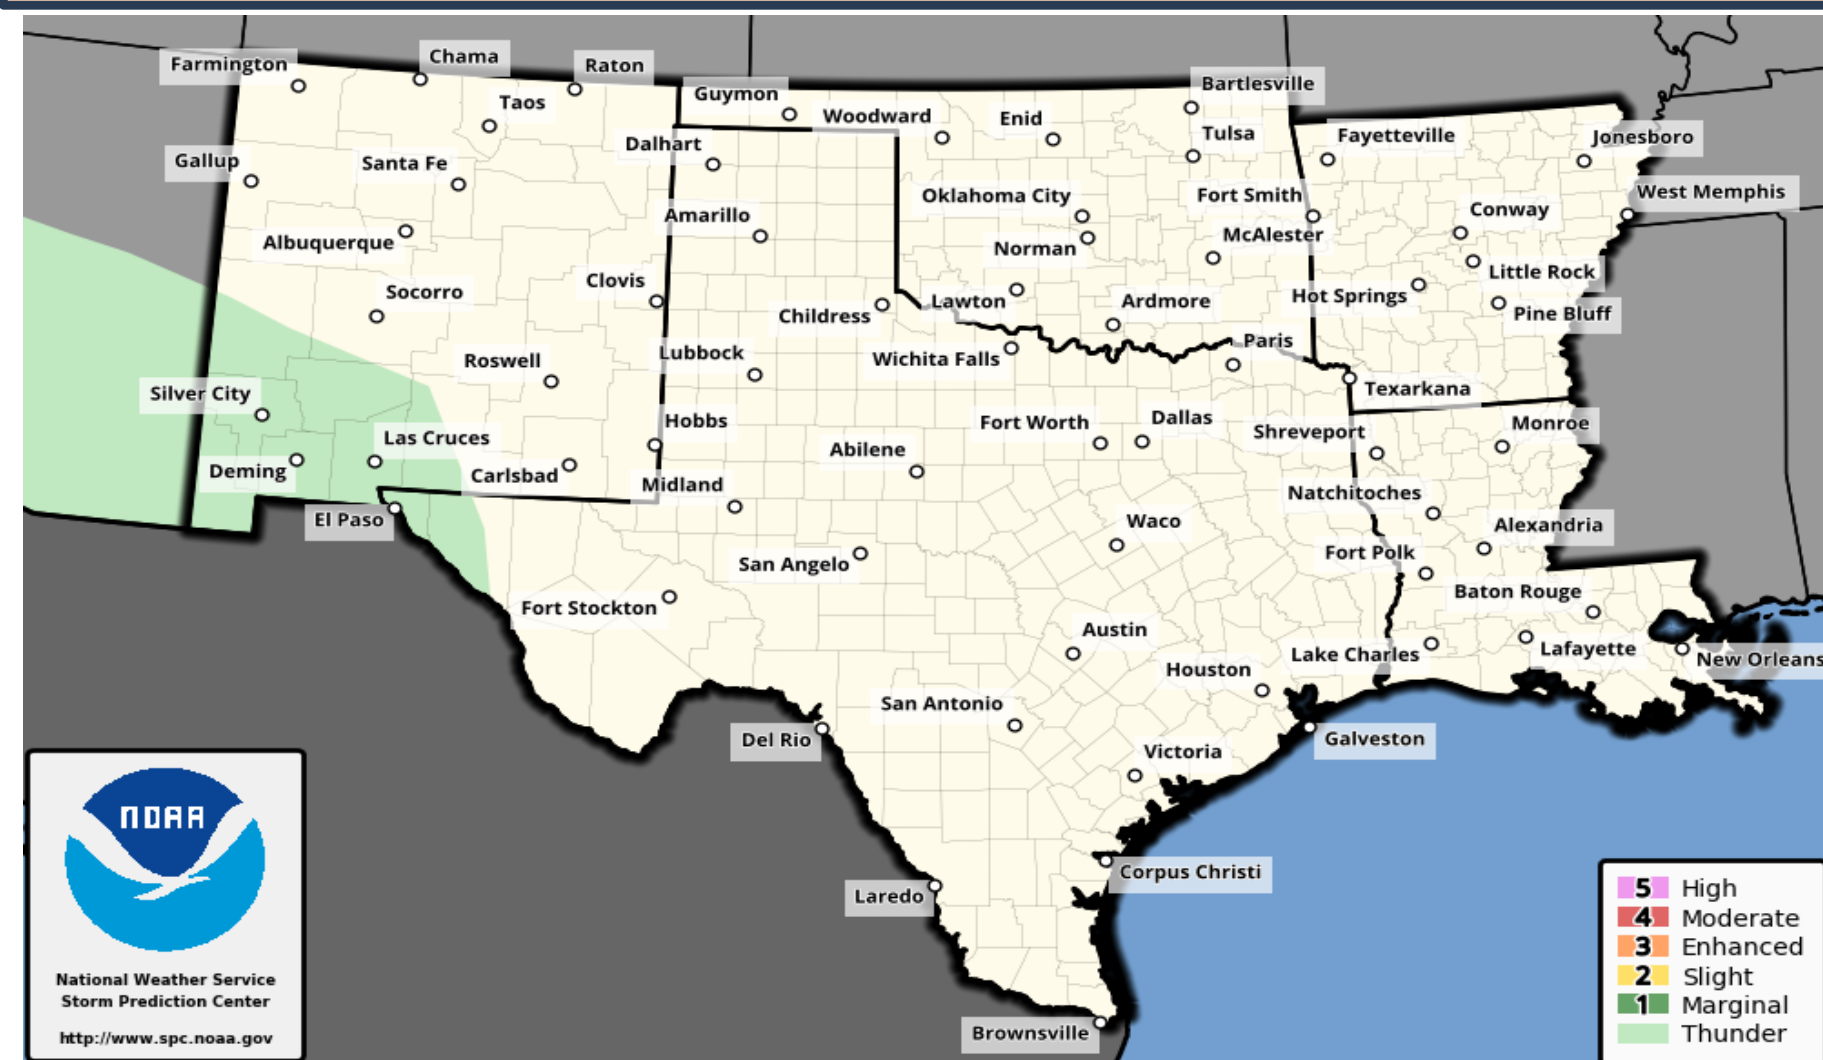 Farmington
Chama
Raton
Taos
Guymon
Woodward
Enid
Bartlesville
Tulsa
Fayetteville
Jonesboro
Gallup
Santa Fe
Dalhart
Oklahoma City
Fort Smith
Conway
West Memphis
Albuquerque
Amarillo
Norman
McAlester
Little Rock
Socorro
Clovis
Childress
Lawton
Ardmore
Hot Springs
Pine Bluff
Roswell
Lubbock
Wichita Falls
Paris
Texarkana
Silver City
Las Cruces
Hobbs
Abilene
Fort Worth
Dallas
Shreveport
Monroe
Deming
Carlsbad
Midland
Natchitoches
El Paso
San Angelo
Waco
Fort Polk
Alexandria
Fort Stockton
Baton Rouge
Austin
Houston
Lake Charles
Lafayette
New Orleans
San Antonio
Del Rio
Victoria
Galveston
Laredo
Corpus Christi
Brownsville
NOAA
National Weather Service
Storm Prediction Center
http://www.spc.noaa.gov
5 High
4 Moderate
3 Enhanced
2 Slight
1 Marginal
Thunder